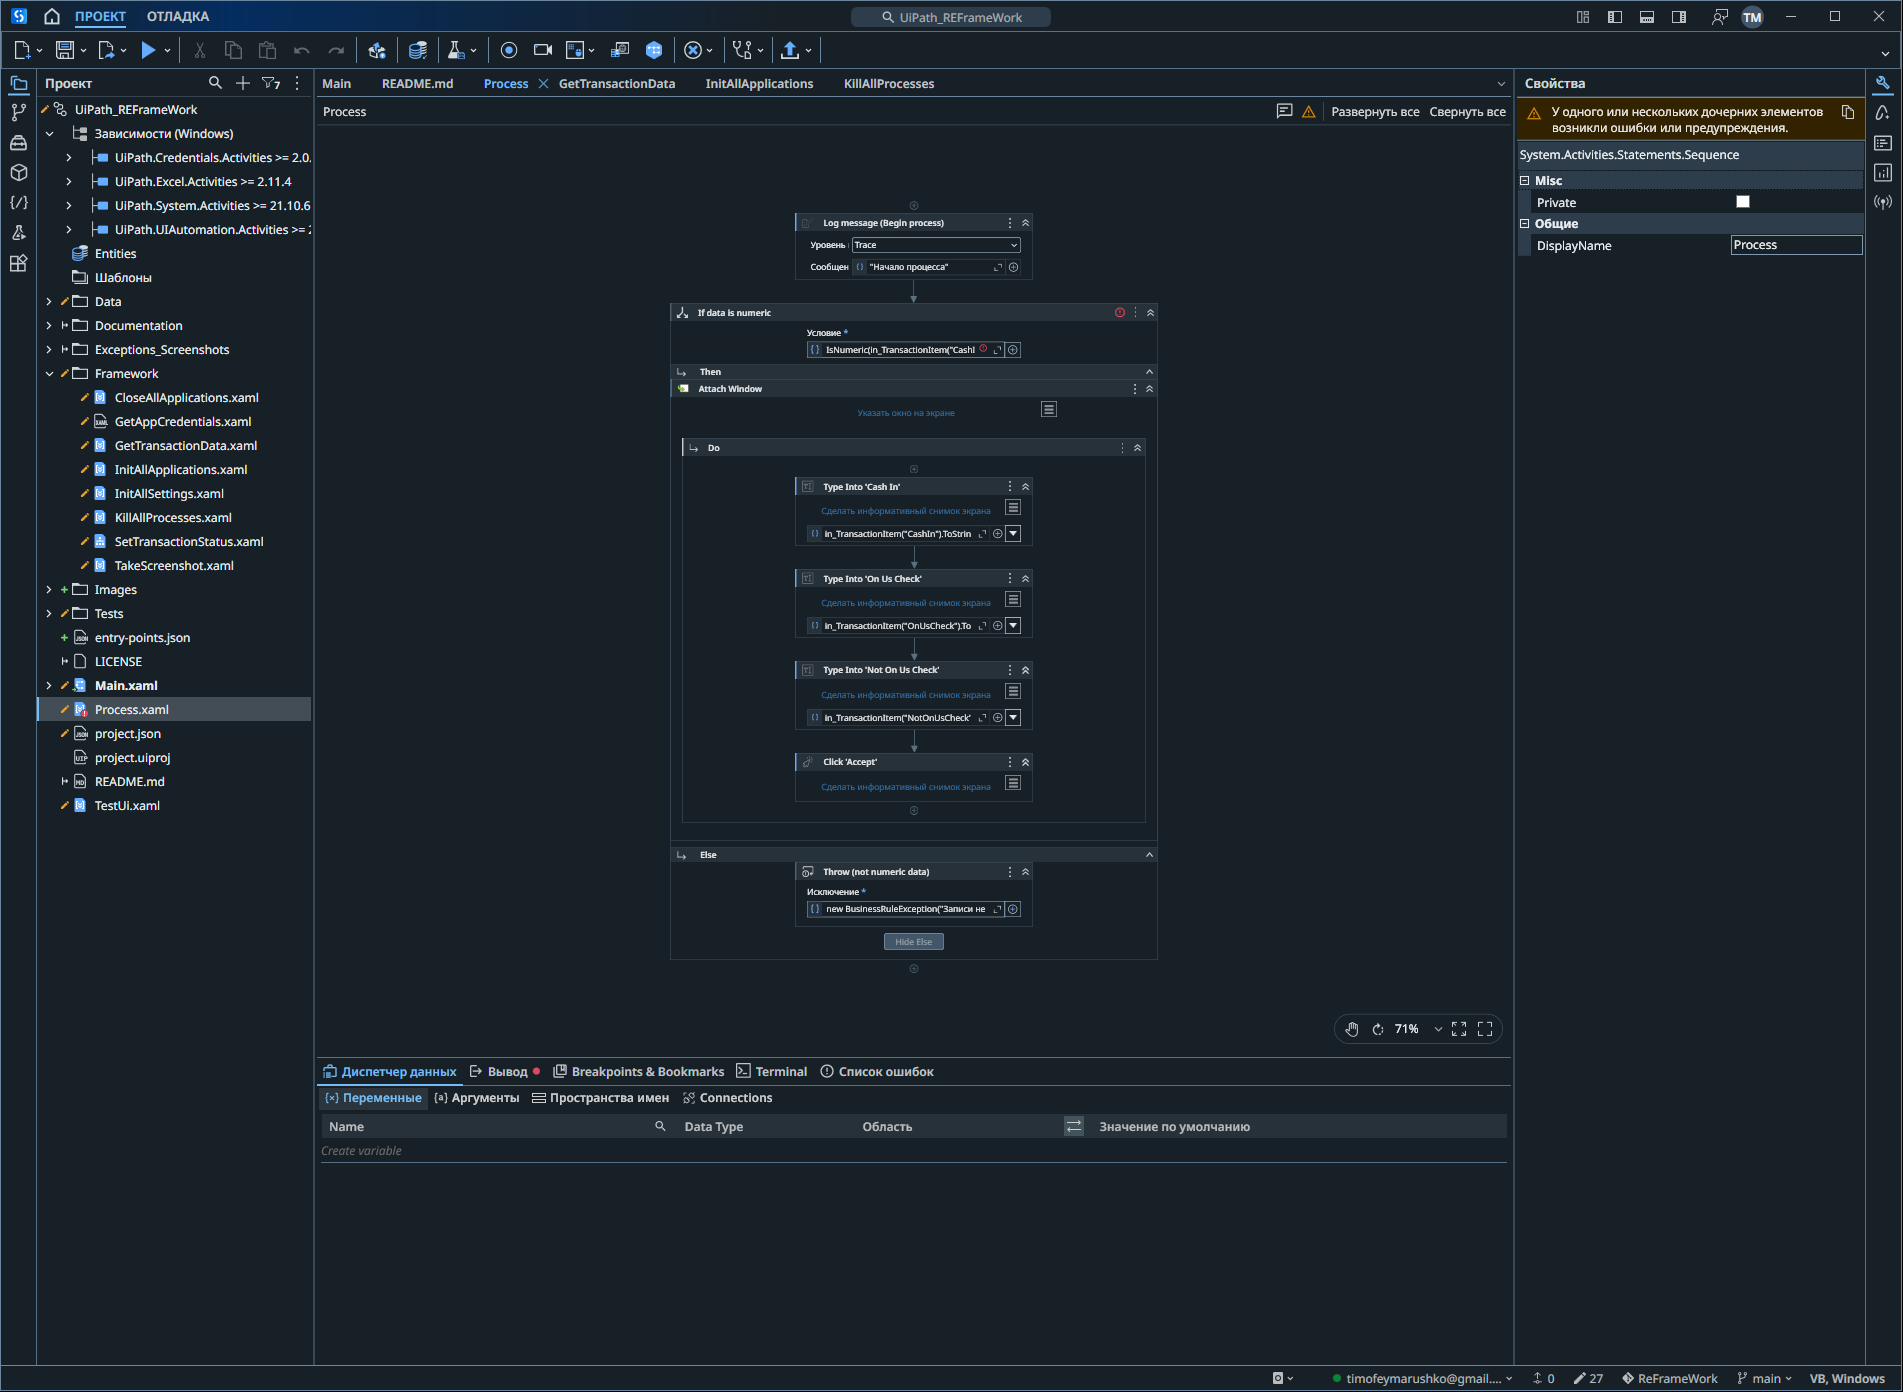 ПРОЕКТ ОТЛАДКА
UiPath_REFrameWork
TM
Проект
7
Main README.md Process GetTransactionData InitAllApplications KillAllProcesses
Свойства
Process
Развернуть все Свернуть все
У одного или нескольких дочерних элементов возникли ошибки или предупреждения.
System.Activities.Statements.Sequence
Misc
Private
Общие
DisplayName Process
UiPath_REFrameWork
Зависимости (Windows)
UiPath.Credentials.Activities >= 2.0.
UiPath.Excel.Activities >= 2.11.4
UiPath.System.Activities >= 21.10.6
UiPath.UIAutomation.Activities >=
Entities
Шаблоны
Data
Documentation
Exceptions_Screenshots
Framework
CloseAllApplications.xaml
GetAppCredentials.xaml
GetTransactionData.xaml
InitAllApplications.xaml
InitAllSettings.xaml
KillAllProcesses.xaml
SetTransactionStatus.xaml
TakeScreenshot.xaml
Images
Tests
entry-points.json
LICENSE
Main.xaml
Process.xaml
project.json
project.uiproj
README.md
TestUi.xaml
Log message (Begin process)
Уровень Trace
Сообщен "Начало процесса"
If data is numeric
Условие *
IsNumeric(in_TransactionItem("CashI
Then
Attach Window
Указать окно на экране
Do
Type Into 'Cash In'
Сделать информативный снимок экрана
in_TransactionItem("CashIn").ToStrin
Type Into 'On Us Check'
Сделать информативный снимок экрана
in_TransactionItem("OnUsCheck").To
Type Into 'Not On Us Check'
Сделать информативный снимок экрана
in_TransactionItem("NotOnUsCheck"
Click 'Accept'
Сделать информативный снимок экрана
Else
Throw (not numeric data)
Исключение *
new BusinessRuleException("Записи не
Hide Else
71%
Диспетчер данных Вывод Breakpoints & Bookmarks Terminal Список ошибок
Переменные Аргументы Пространства имен Connections
Name Data Type Область Значение по умолчанию
Create variable
timofeymarushko@gmail.... 0 27 ReFrameWork main VB, Windows